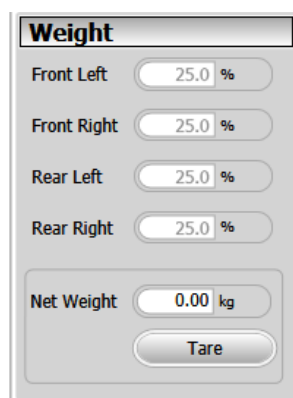 Weight
Front Left 25.0 %
Front Right 25.0 %
Rear Left 25.0 %
Rear Right 25.0 %
Net Weight 0.00 kg
Tare